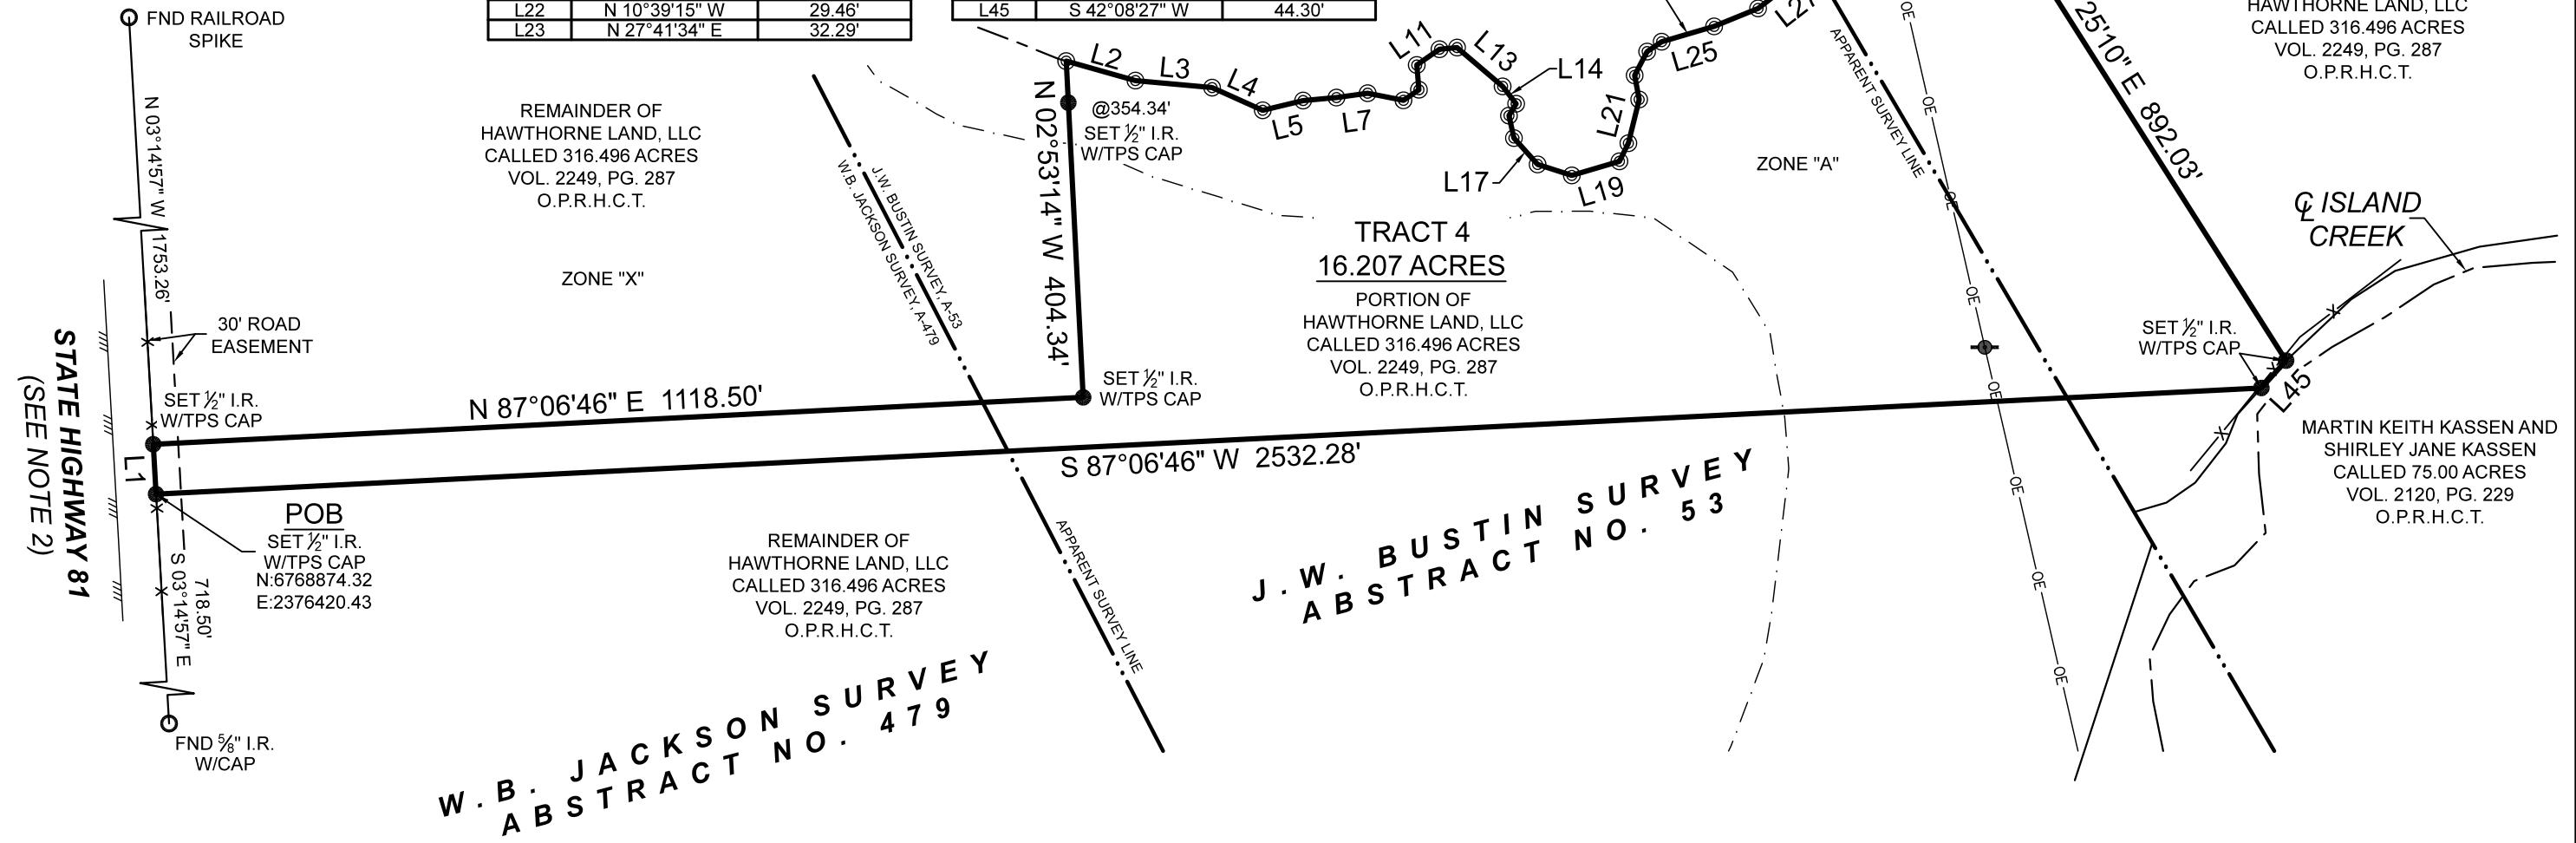 FND RAILROAD
SPIKE
L22 N 10°39'15" W 29.46'
L23 N 27°41'34" E 32.29'
L45 S 42°08'27" W 44.30'
HAWTHORNE LAND, LLC
CALLED 316.496 ACRES
VOL. 2249, PG. 287
O.P.R.H.C.T.
N 03°14'57" W 1753.26'
REMAINDER OF
HAWTHORNE LAND, LLC
CALLED 316.496 ACRES
VOL. 2249, PG. 287
O.P.R.H.C.T.
ZONE "X"
J.W. BUSTIN SURVEY, A-53
W.B. JACKSON SURVEY, A-479
N 02°53'14" W 404.34'
@354.34'
SET ½" I.R.
W/TPS CAP
L2
L3
L4
L5
L7
L11
L13
L14
L17
L19
L21
L25
L27
APPARENT SURVEY LINE
OE
OE
OE
OE
OE
OE
OE
OE
25'10" E 892.03'
ZONE "A"
TRACT 4
16.207 ACRES
PORTION OF
HAWTHORNE LAND, LLC
CALLED 316.496 ACRES
VOL. 2249, PG. 287
O.P.R.H.C.T.
℄ ISLAND
CREEK
SET ½" I.R.
W/TPS CAP
L45
MARTIN KEITH KASSEN AND
SHIRLEY JANE KASSEN
CALLED 75.00 ACRES
VOL. 2120, PG. 229
O.P.R.H.C.T.
30' ROAD
EASEMENT
STATE HIGHWAY 81
(SEE NOTE 2)
SET ½" I.R.
W/TPS CAP
L1
N 87°06'46" E 1118.50'
SET ½" I.R.
W/TPS CAP
S 87°06'46" W 2532.28'
POB
SET ½" I.R.
W/TPS CAP
N:6768874.32
E:2376420.43
718.50'
S 03°14'57" E
FND ⅝" I.R.
W/CAP
REMAINDER OF
HAWTHORNE LAND, LLC
CALLED 316.496 ACRES
VOL. 2249, PG. 287
O.P.R.H.C.T.
APPARENT SURVEY LINE
J.W. BUSTIN SURVEY
ABSTRACT NO. 53
W.B. JACKSON SURVEY
ABSTRACT NO. 479